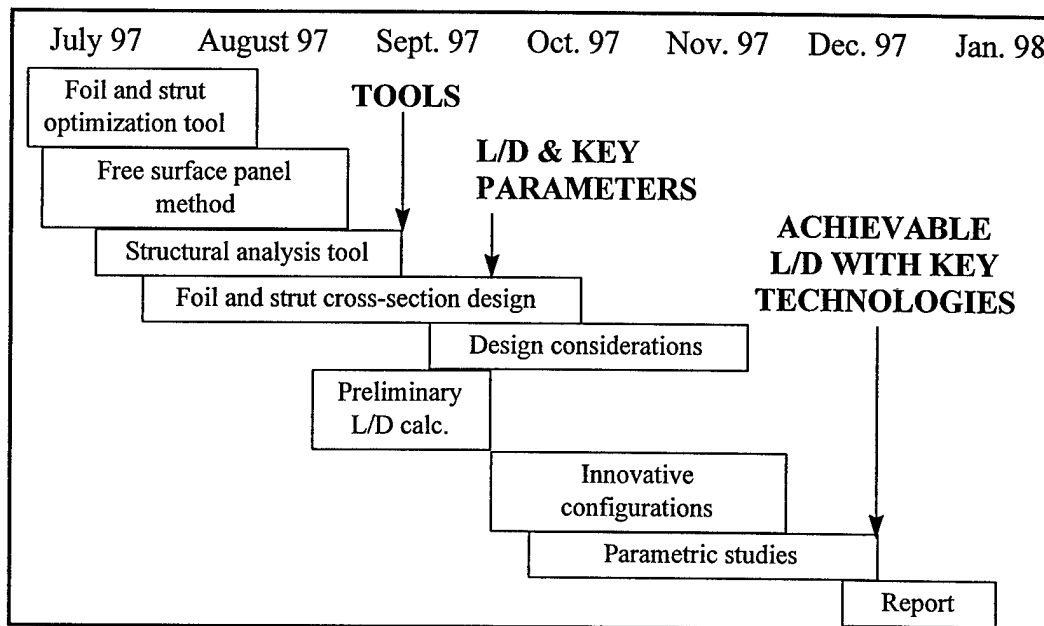 July 97 August 97 Sept. 97 Oct. 97 Nov. 97 Dec. 97 Jan. 98
Foil and strut
optimization tool
TOOLS
Free surface panel
method
L/D & KEY
PARAMETERS
Structural analysis tool
ACHIEVABLE
L/D WITH KEY
TECHNOLOGIES
Foil and strut cross-section design
Design considerations
Preliminary
L/D calc.
Innovative
configurations
Parametric studies
Report